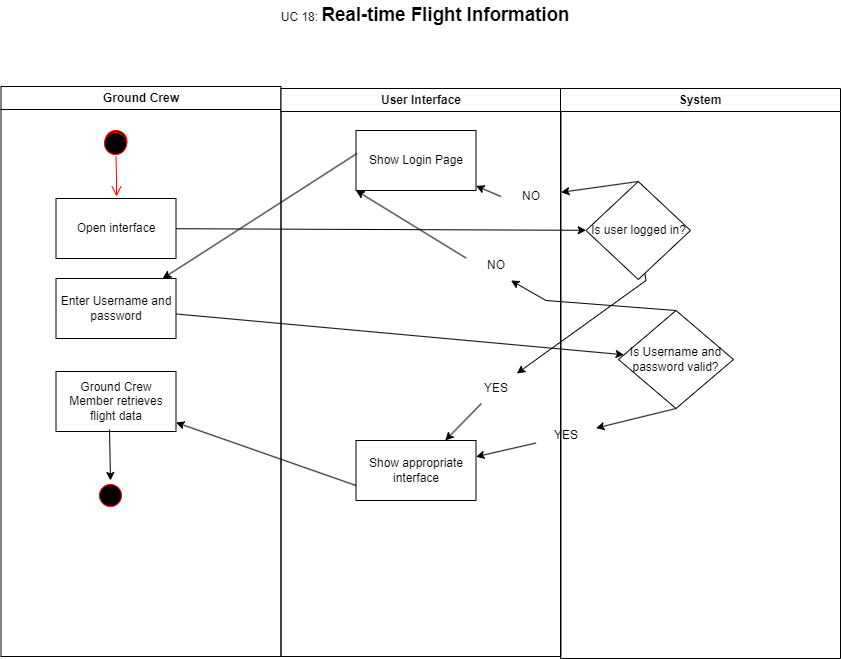 UC 18: Real-time Flight Information
Ground Crew
User Interface
System
Show Login Page
NO
Open interface
Is user logged in?
NO
Enter Username and
password
Is Username and
password valid?
Ground Crew
Member retrieves
flight data
YES
YES
Show appropriate
interface